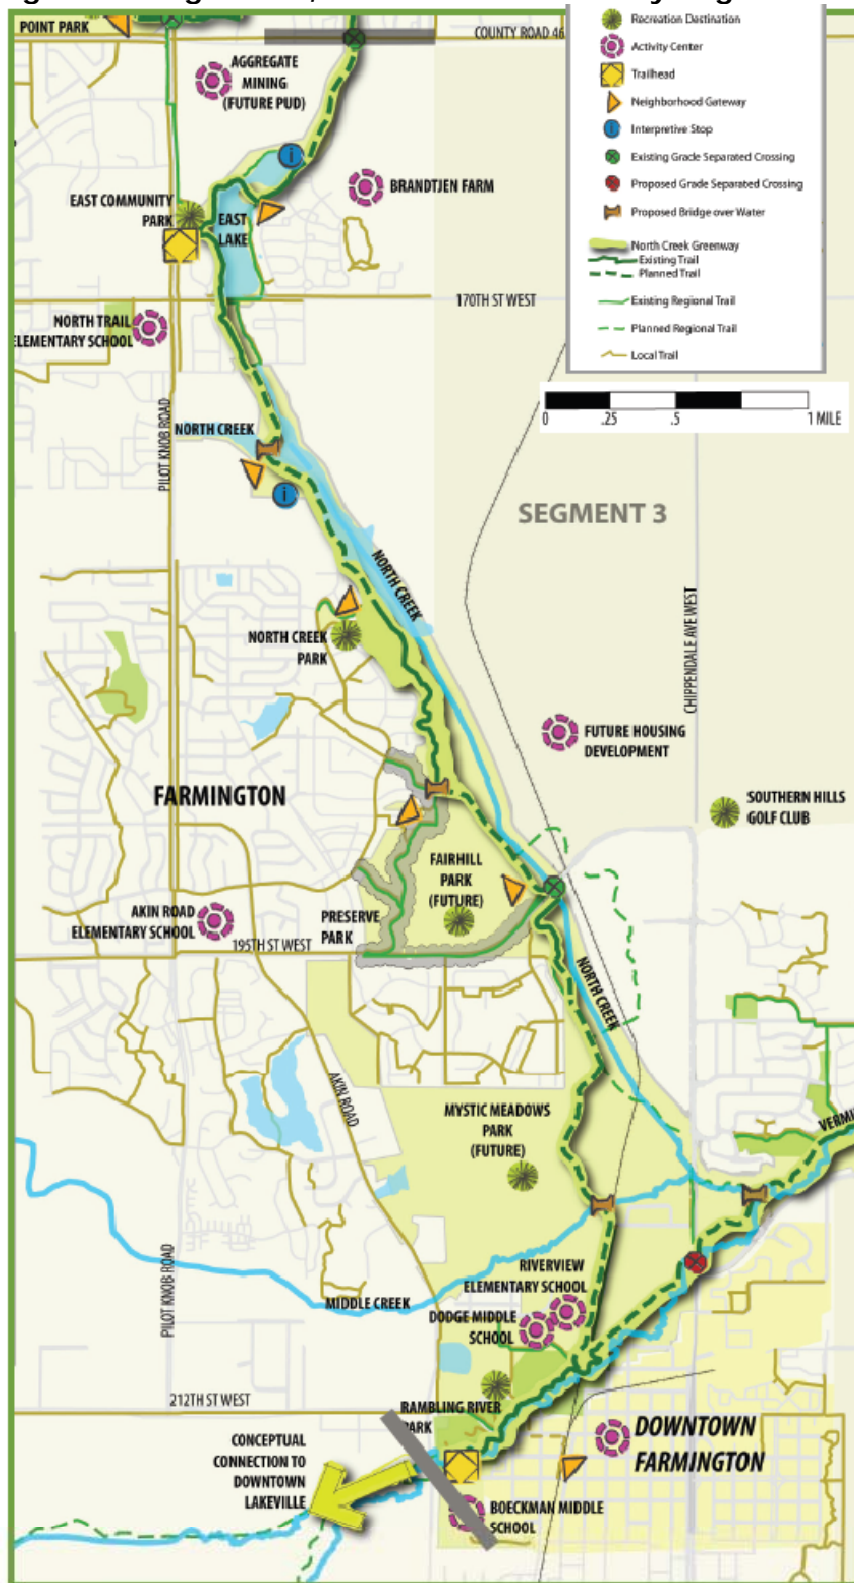 POINT PARK
COUNTY ROAD 46
Recreation Destination
Activity Center
Trailhead
Neighborhood Gateway
Interpretive Stop
Existing Gracle Separated Crossing
Proposed Grade Separated Crossing
Proposed Bridge over Water
North Creek Greenway
Existing Trail
Planned Trail
Existing Regional Trail
Planned Regional Trail
Local Trail
0 .25 .5 1 MILE
AGGREGATE
MINING
(FUTURE PUD)
i
BRANDTJEN FARM
EAST COMMUNITY
PARK
EAST
LAKE
170TH ST WEST
NORTH TRAIL
ELEMENTARY SCHOOL
PILOT KNOB ROAD
NORTH CREEK
i
SEGMENT 3
NORTH CREEK
CHIPPENDALE AVE WEST
NORTH CREEK
PARK
FUTURE HOUSING
DEVELOPMENT
FARMINGTON
SOUTHERN HILLS
GOLF CLUB
FAIRHILL
PARK
(FUTURE)
AKIN ROAD
ELEMENTARY SCHOOL
PRESERVE
PARK
195TH ST WEST
NORTH CREEK
AKIN ROAD
MYSTIC MEADOWS
PARK
(FUTURE)
VERMI
PILOT KNOB ROAD
RIVERVIEW
ELEMENTARY SCHOOL
MIDDLE CREEK
DODGE MIDDLE
SCHOOL
212TH ST WEST
RAMBLING RIVER
PARK
CONCEPTUAL
CONNECTION TO
DOWNTOWN
LAKEVILLE
DOWNTOWN
FARMINGTON
BOECKMAN MIDDLE
SCHOOL